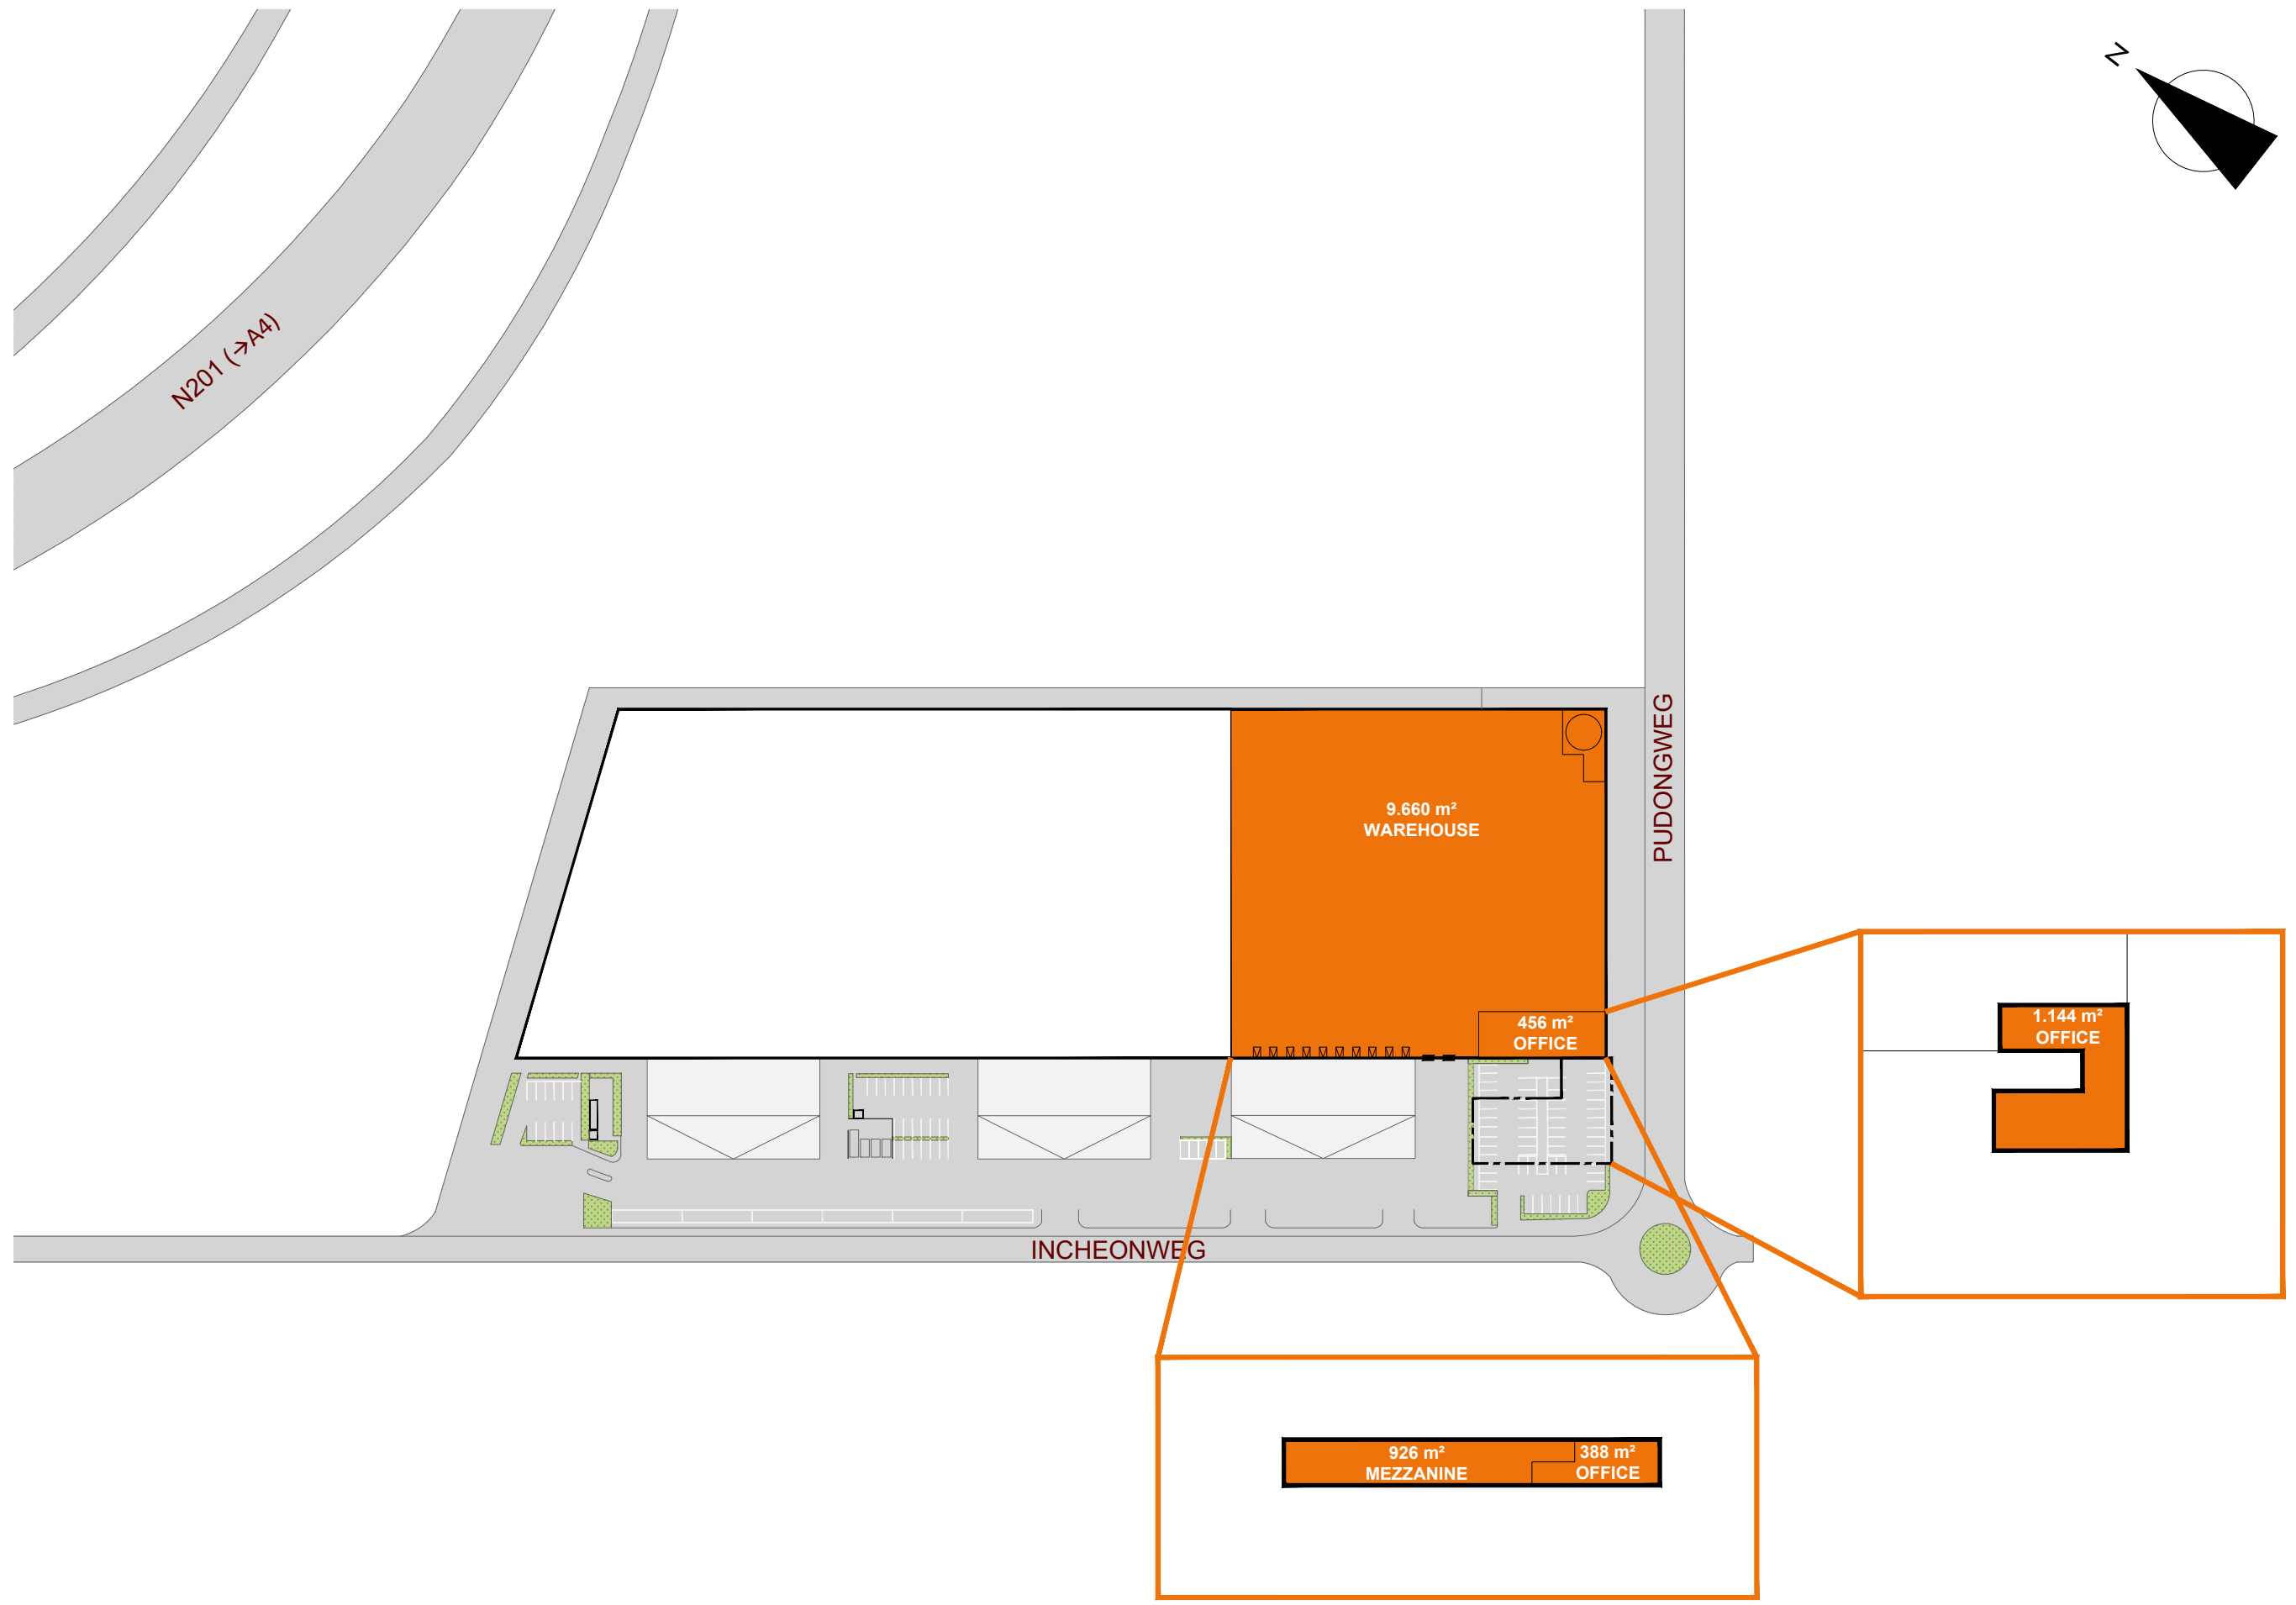 N
N201 (→A4)
PUDONGWEG
9.660 m²
WAREHOUSE
456 m²
OFFICE
1.144 m²
OFFICE
INCHEONWEG
926 m²
MEZZANINE
388 m²
OFFICE